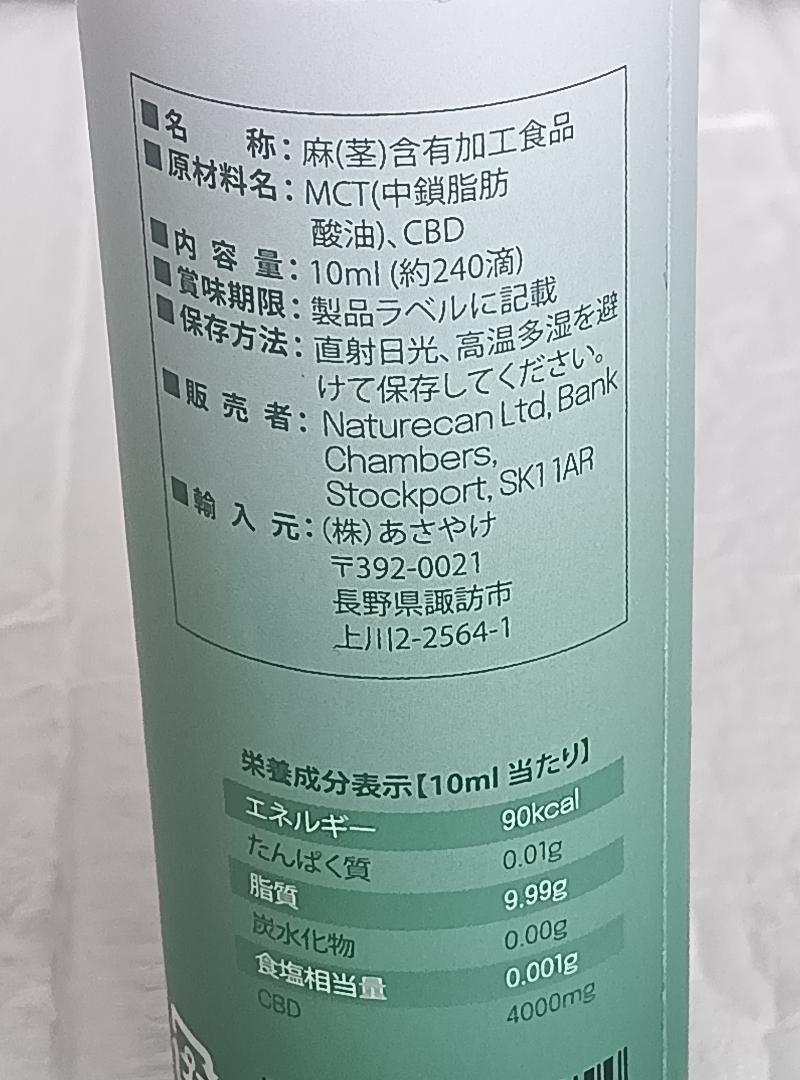 ■名　　称：麻(茎)含有加工食品
■原材料名：MCT(中鎖脂肪
酸油)、CBD
■内 容 量：10ml (約240滴)
■賞味期限：製品ラベルに記載
■保存方法：直射日光、高温多湿を避
けて保存してください。
■販 売 者：Naturecan Ltd, Bank
Chambers,
Stockport, SK1 1AR
■輸 入 元：(株) あさやけ
〒392-0021
長野県諏訪市
上川2-2564-1
栄養成分表示【10ml 当たり】
エネルギー 90kcal
たんぱく質 0.01g
脂質 9.99g
炭水化物 0.00g
食塩相当量 0.001g
CBD 4000mg